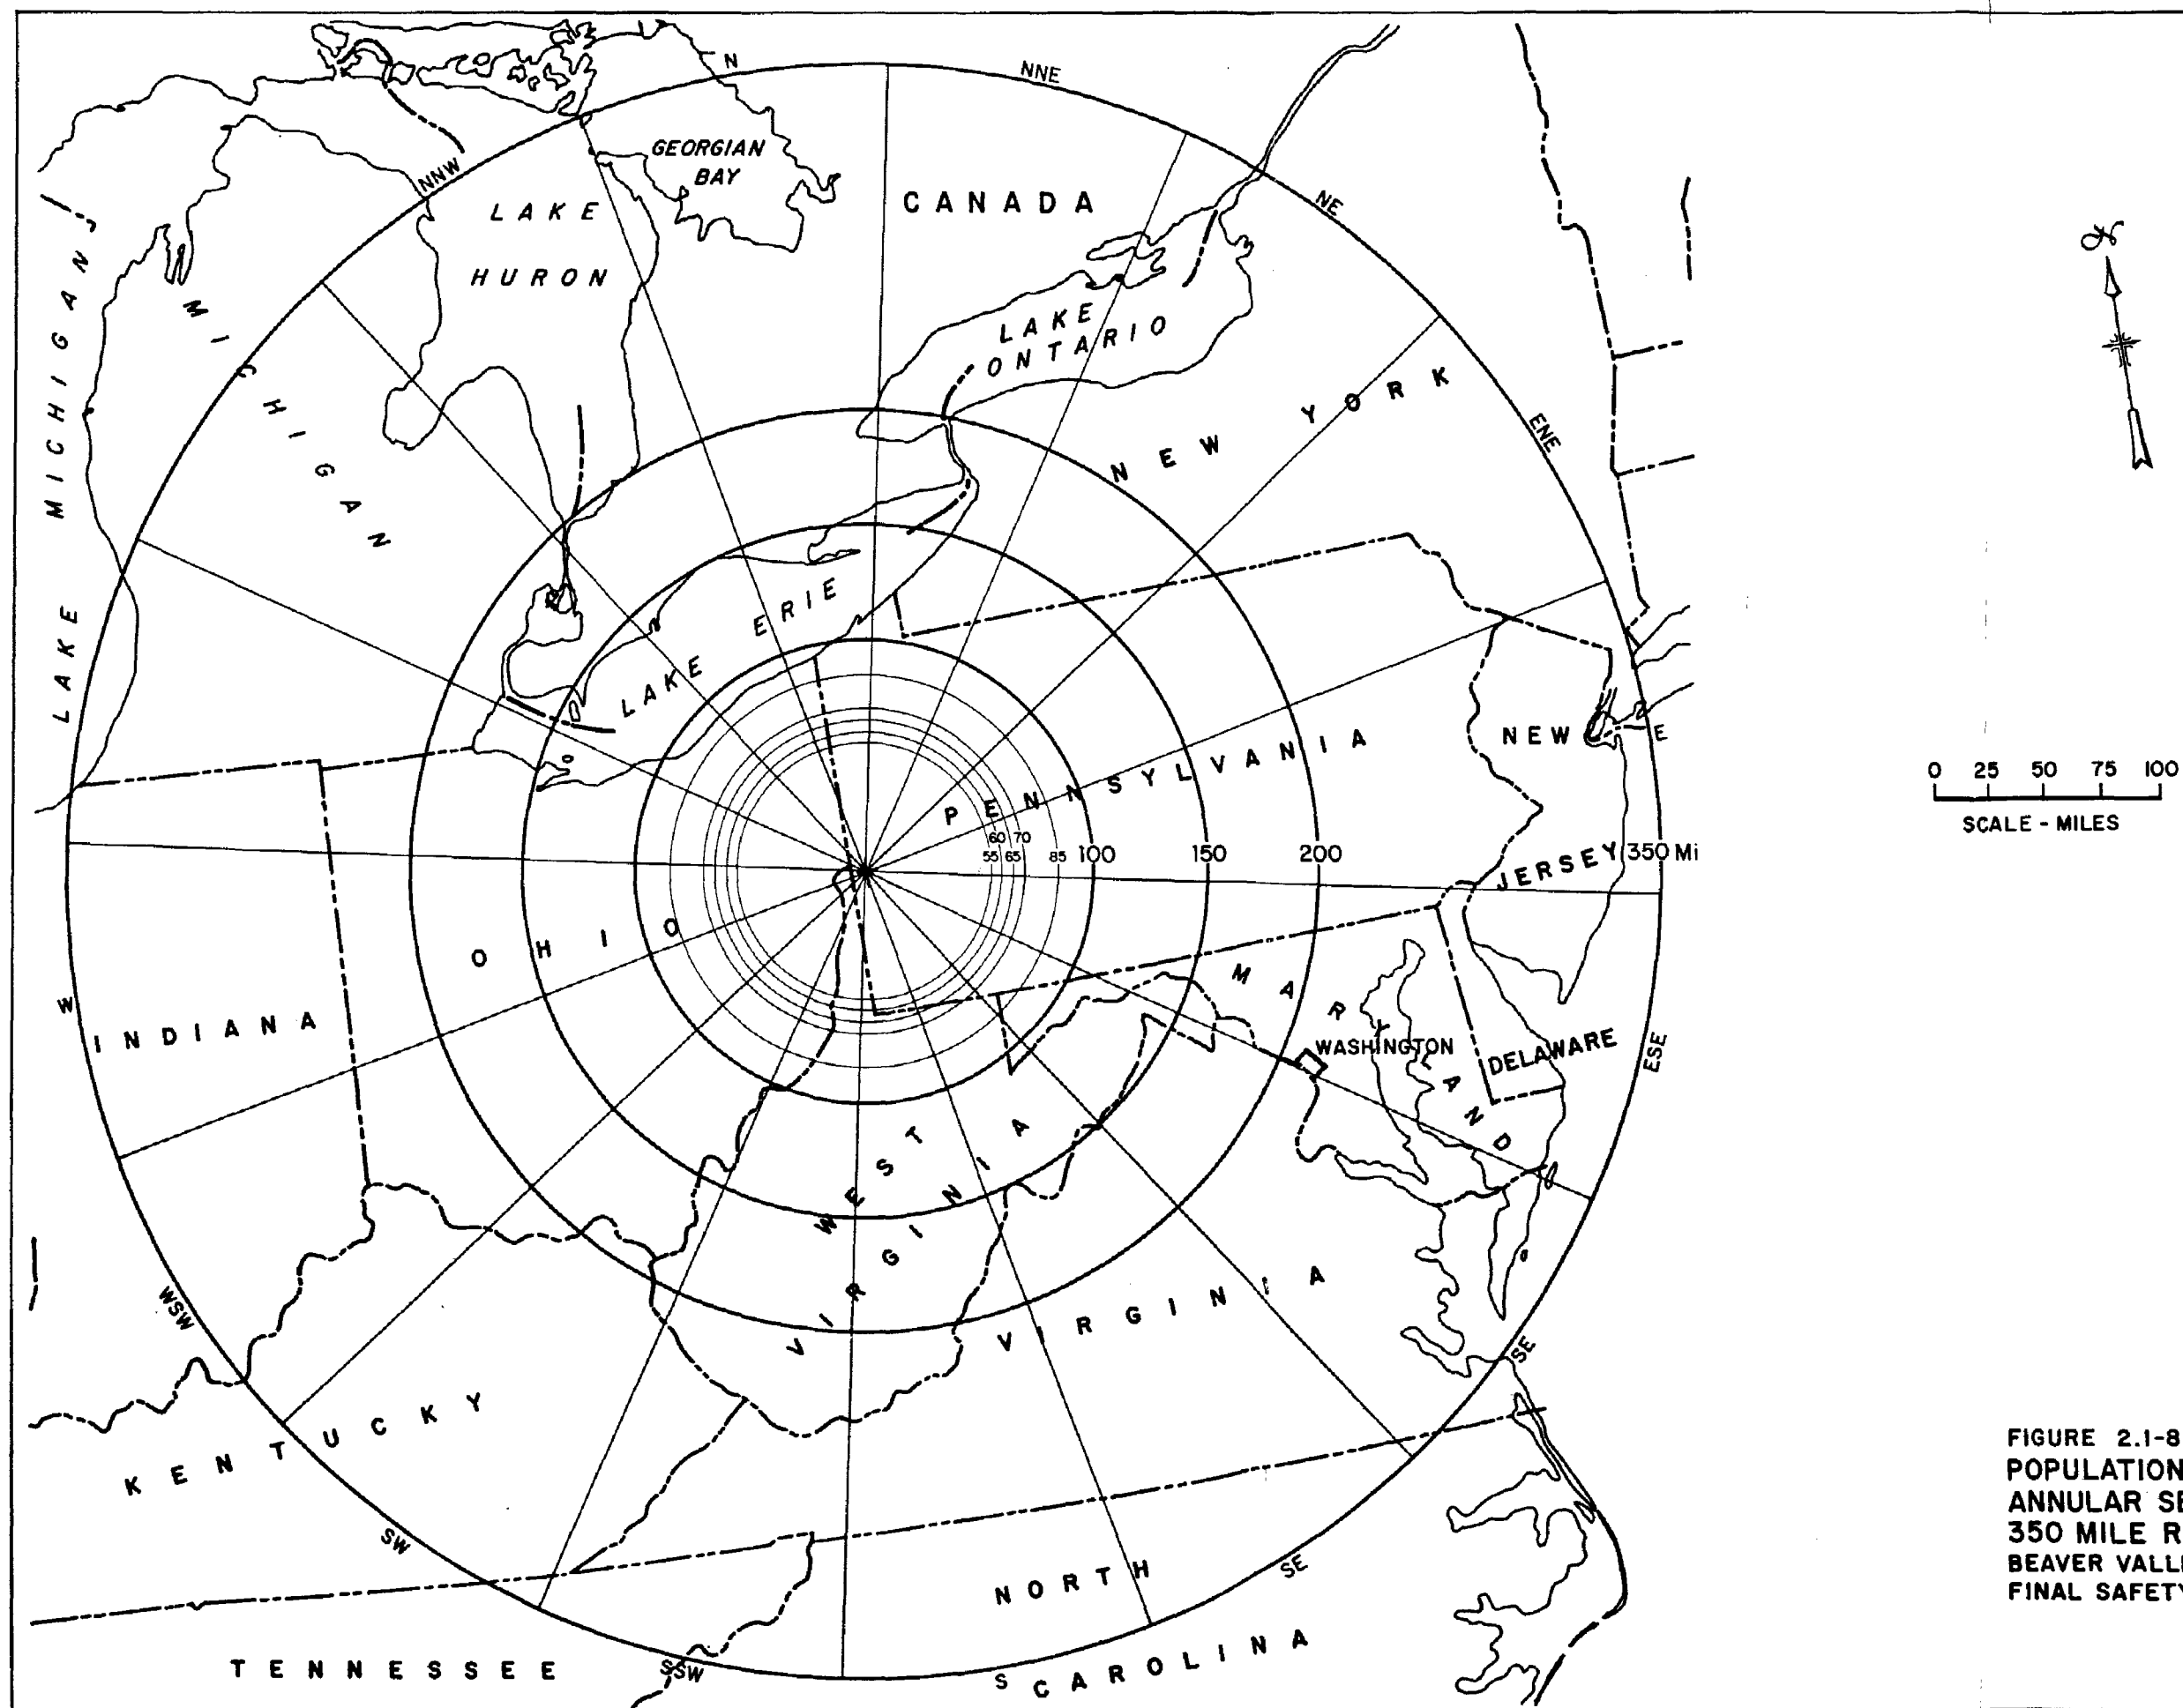 N
NNE
NE
ENE
E
ESE
SE
SE
S
SSW
SW
WSW
W
NNW
GEORGIAN
BAY
CANADA
LAKE
HURON
LAKE
ONTARIO
LAKE MICHIGAN
MICHIGAN
NEW YORK
LAKE ERIE
PENNSYLVANIA
NEW
JERSEY
60 70
55 65 85 100 150 200 350 Mi
0 25 50 75 100
SCALE - MILES
OHIO
INDIANA
MARYLAND
WASHINGTON
DELAWARE
WEST
VIRGINIA
VIRGINIA
KENTUCKY
NORTH
CAROLINA
TENNESSEE
FIGURE 2.1-8
POPULATION
ANNULAR SE
350 MILE R
BEAVER VALL
FINAL SAFETY